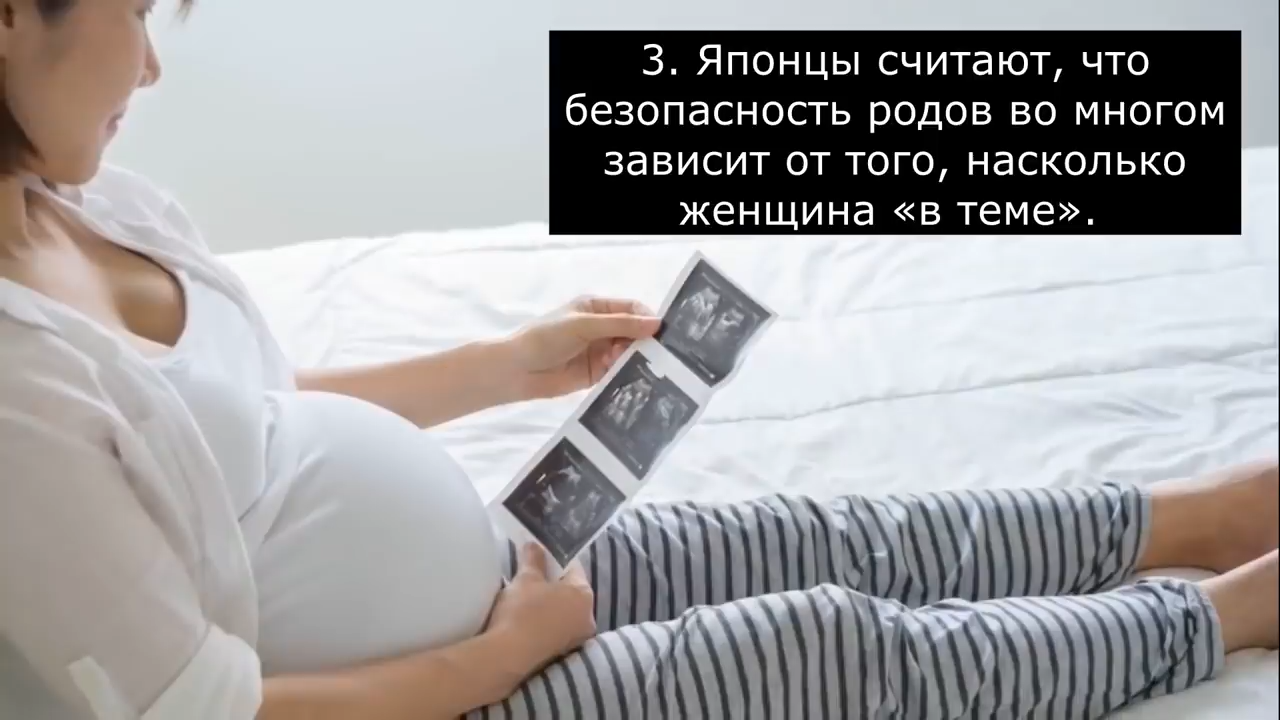 3. Японцы считают, что
безопасность родов во многом
зависит от того, насколько
женщина «в теме».